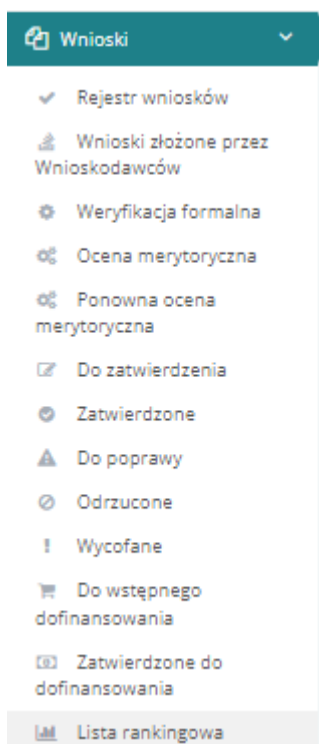 Wnioski
Rejestr wniosków
Wnioski złożone przez
Wnioskodawców
Weryfikacja formalna
Ocena merytoryczna
Ponowna ocena
merytoryczna
Do zatwierdzenia
Zatwierdzone
Do poprawy
Odrzucone
Wycofane
Do wstępnego
dofinansowania
Zatwierdzone do
dofinansowania
Lista rankingowa